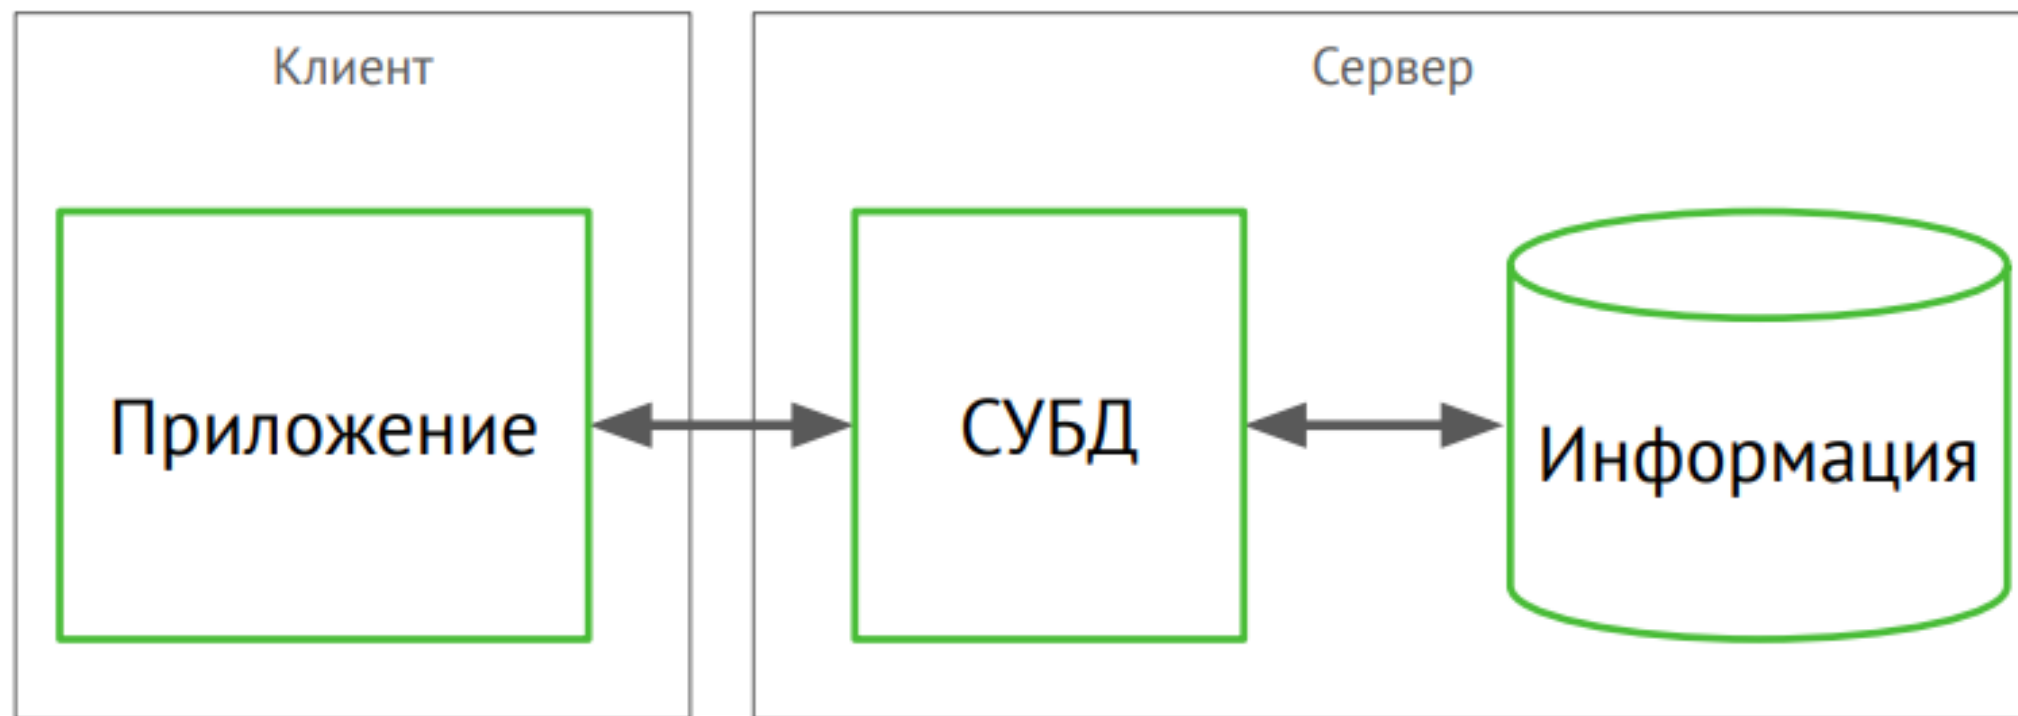 Клиент
Сервер
Приложение
СУБД
Информация